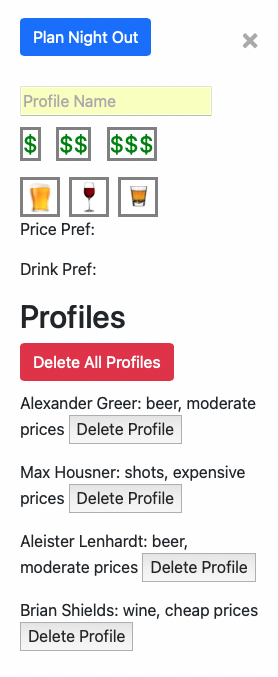 Plan Night Out
×
Profile Name
$ $$ $$$
Price Pref:
Drink Pref:
Profiles
Delete All Profiles
Alexander Greer: beer, moderate
prices Delete Profile
Max Housner: shots, expensive
prices Delete Profile
Aleister Lenhardt: beer,
moderate prices Delete Profile
Brian Shields: wine, cheap prices
Delete Profile